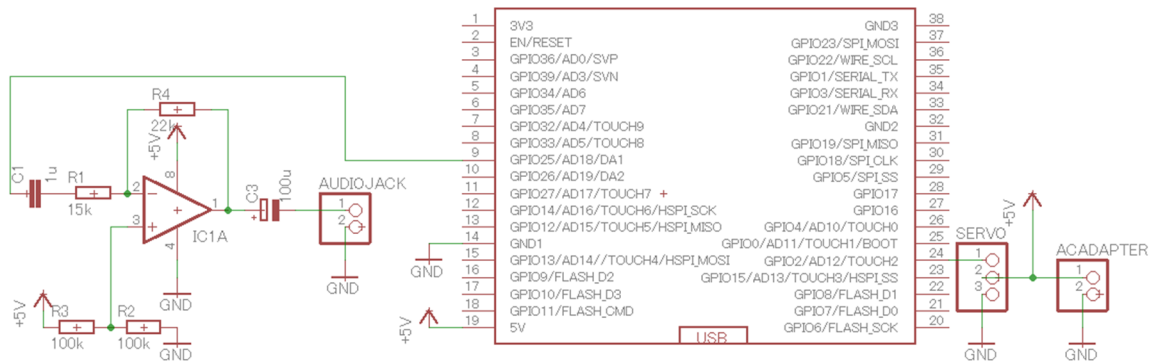 1 3V3
2 EN/RESET
3 GPIO36/AD0/SVP
4 GPIO39/AD3/SVN
5 GPIO34/AD6
6 GPIO35/AD7
7 GPIO32/AD4/TOUCH9
8 GPIO33/AD5/TOUCH8
9 GPIO25/AD18/DA1
10 GPIO26/AD19/DA2
11 GPIO27/AD17/TOUCH7
12 GPIO14/AD16/TOUCH6/HSPI_SCK
13 GPIO12/AD15/TOUCH5/HSPI_MISO
14 GND1
15 GPIO13/AD14//TOUCH4/HSPI_MOSI
16 GPIO9/FLASH_D2
17 GPIO10/FLASH_D3
18 GPIO11/FLASH_CMD
19 5V
GND3 38
GPIO23/SPI_MOSI 37
GPIO22/WIRE_SCL 36
GPIO1/SERIAL_TX 35
GPIO3/SERIAL_RX 34
GPIO21/WIRE_SDA 33
GND2 32
GPIO19/SPI_MISO 31
GPIO18/SPI_CLK 30
GPIO5/SPI_SS 29
GPIO17 28
GPIO16 27
GPIO4/AD10/TOUCH0 26
GPIO0/AD11/TOUCH1/BOOT 25
GPIO2/AD12/TOUCH2 24
GPIO15/AD13/TOUCH3/HSPI_SS 23
GPIO8/FLASH_D1 22
GPIO7/FLASH_D0 21
GPIO6/FLASH_SCK 20
USB
R4
22k
+5V
C1
1u
R1
15k
2
3
8
4
1
IC1A
GND
C3
100u
AUDIOJACK
1
2
GND
+5V
R3
100k
R2
100k
GND
GND
+5V
SERVO
1
2
3
GND
+5V
ACADAPTER
1
2
GND